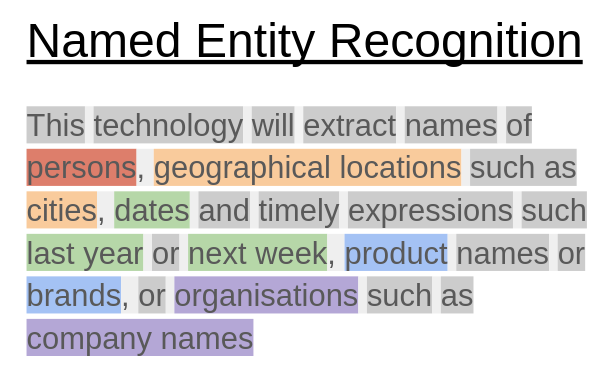 Named Entity Recognition
This technology will extract names of
persons, geographical locations such as
cities, dates and timely expressions such
last year or next week, product names or
brands, or organisations such as
company names